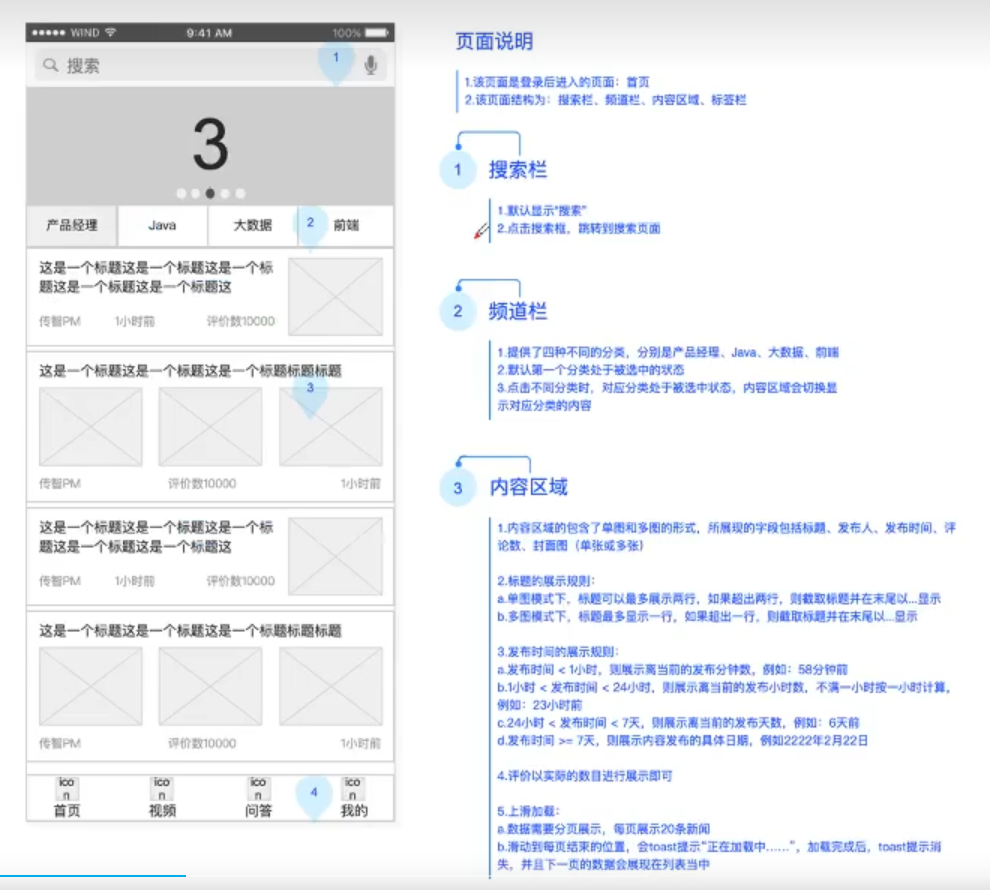 WIND 9:41 AM 100%
搜索
1
3
产品经理 Java 大数据 2 前端
这是一个标题这是一个标题这是一个标
题这是一个标题这是一个标题这
传智PM 1小时前 评价数10000
这是一个标题这是一个标题这是一个标题标题标题
3
传智PM 评价数10000 1小时前
这是一个标题这是一个标题这是一个标
题这是一个标题这是一个标题这
传智PM 1小时前 评价数10000
这是一个标题这是一个标题这是一个标题标题标题
传智PM 评价数10000 1小时前
ico ico ico ico
n n n n
4
首页 视频 问答 我的
页面说明
1.该页面是登录后进入的页面：首页
2.该页面结构为：搜索栏、频道栏、内容区域、标签栏
1 搜索栏
1.默认显示“搜索”
2.点击搜索框，跳转到搜索页面
2 频道栏
1.提供了四种不同的分类，分别是产品经理、Java、大数据、前端
2.默认第一个分类处于被选中的状态
3.点击不同分类时，对应分类处于被选中状态，内容区域会切换显
示对应分类的内容
3 内容区域
1.内容区域的包含了单图和多图的形式，所展现的字段包括标题、发布人、发布时间、评
论数、封面图（单张或多张）
2.标题的展示规则：
a.单图模式下，标题可以最多展示两行，如果超出两行，则截取标题并在末尾以...显示
b.多图模式下，标题最多显示一行，如果超出一行，则截取标题并在末尾以...显示
3.发布时间的展示规则：
a.发布时间 < 1小时，则展示离当前的发布分钟数，例如：58分钟前
b.1小时 < 发布时间 < 24小时，则展示离当前的发布小时数，不满一小时按一小时计算，
例如：23小时前
c.24小时 < 发布时间 < 7天，则展示离当前的发布天数，例如：6天前
d.发布时间 >= 7天，则展示内容发布的具体日期，例如2222年2月22日
4.评价以实际的数目进行展示即可
5.上滑加载：
a.数据需要分页展示，每页展示20条新闻
b.滑动到每页结束的位置，会toast提示“正在加载中……”，加载完成后，toast提示消
失，并且下一页的数据会展现在列表当中